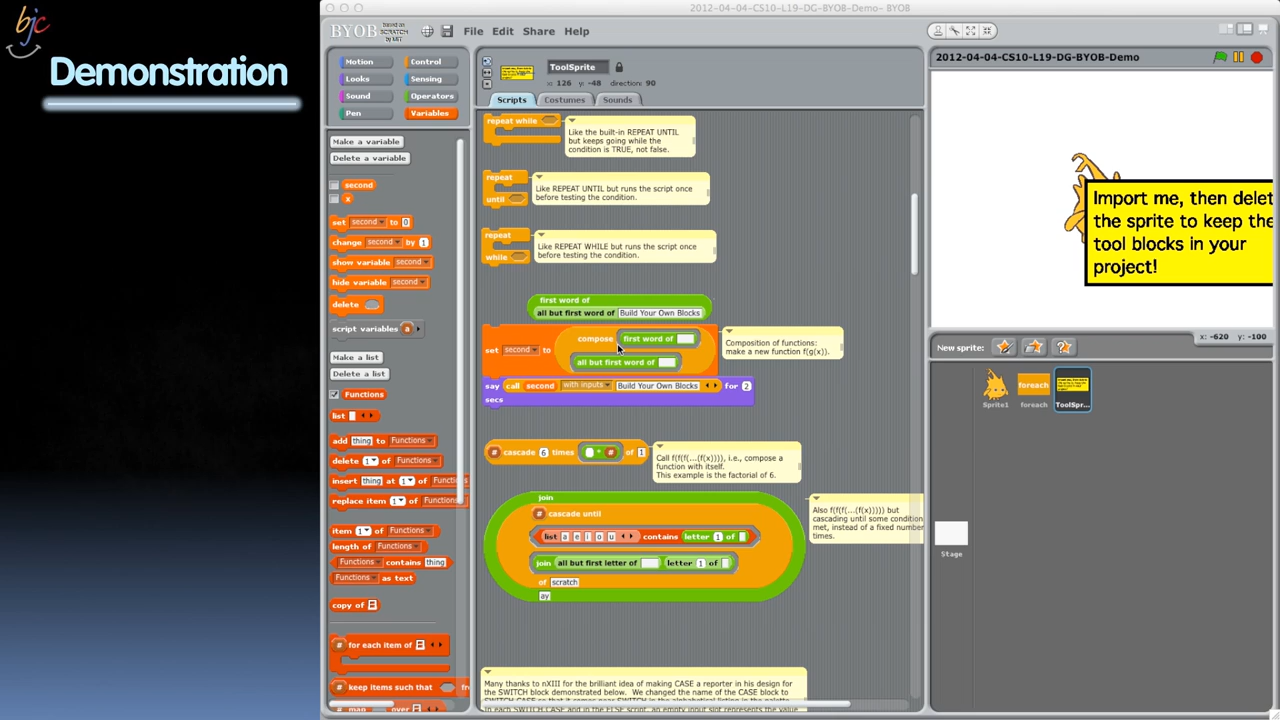 bjc
Demonstration
2012-04-04-CS10-L19-DG-BYOB-Demo- BYOB
BYOB based on SCRATCH by MIT File Edit Share Help
Motion Control
Looks Sensing
Sound Operators
Pen Variables
Make a variable
Delete a variable
second
x
set second to 0
change second by 1
show variable second
hide variable second
delete
script variables a
Make a list
Delete a list
Functions
list
add thing to Functions
delete 1 of Functions
insert thing at 1 of Functi
replace item 1 of Function
item 1 of Functions
length of Functions
Functions contains thing
Functions as text
copy of
# for each item of
# keep items such that
ToolSprite
x: 126 y: -48 direction: 90
Scripts Costumes Sounds
repeat while
Like the built-in REPEAT UNTIL
but keeps going while the
condition is TRUE, not false.
repeat
until
Like REPEAT UNTIL but runs the script once
before testing the condition.
repeat
while
Like REPEAT WHILE but runs the script once
before testing the condition.
first word of
all but first word of Build Your Own Blocks
set second to compose first word of
all but first word of
Composition of functions:
make a new function f(g(x)).
say call second with inputs Build Your Own Blocks for 2
secs
# cascade 6 times * # of 1
Call f(f(f(...(f(x)))), i.e., compose a
function with itself.
This example is the factorial of 6.
join
# cascade until
list a e i o u contains letter 1 of
join all but first letter of letter 1 of
of scratch
ay
Also f(f(f(...(f(x))))) but
cascading until some condition
met, instead of a fixed number
times.
Many thanks to nXIII for the brilliant idea of making CASE a reporter in his design for
the SWITCH block demonstrated below. We changed the name of the CASE block to
2012-04-04-CS10-L19-DG-BYOB-Demo
Import me, then delet
the sprite to keep the
tool blocks in your
project!
x: -620 y: -100
New sprite:
Sprite1
foreach
foreach
ToolSpr...
Stage